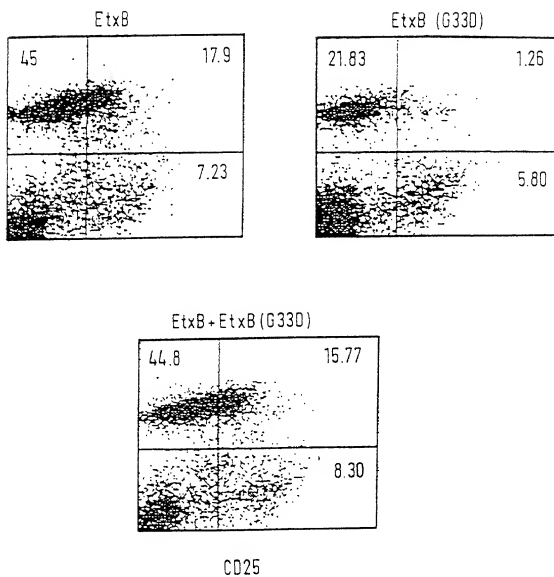 EtxB
EtxB (G33D)
45 17.9
7.23
21.83 1.26
5.80
EtxB + EtxB (G33D)
44.8 15.77
8.30
CD25